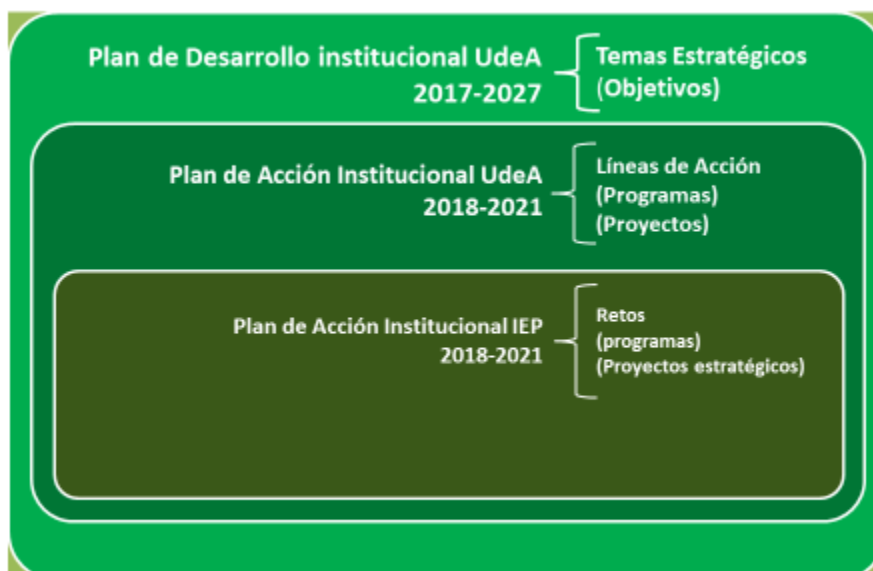 Plan de Desarrollo institucional UdeA
2017-2027
Temas Estratégicos
(Objetivos)
Plan de Acción Institucional UdeA
2018-2021
Líneas de Acción
(Programas)
(Proyectos)
Plan de Acción Institucional IEP
2018-2021
Retos
(programas)
(Proyectos estratégicos)